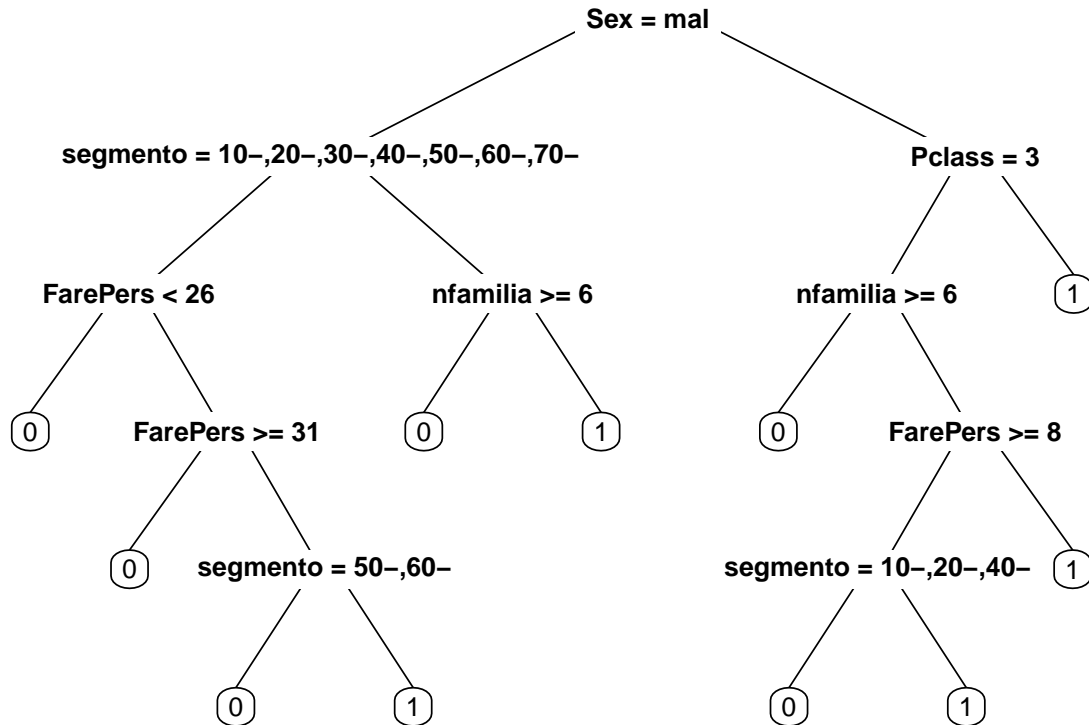 Sex = mal
segmento = 10−,20−,30−,40−,50−,60−,70−
Pclass = 3
FarePers < 26
nfamilia >= 6
nfamilia >= 6
1
0
FarePers >= 31
0
1
0
FarePers >= 8
0
segmento = 50−,60−
segmento = 10−,20−,40−
1
0
1
0
1